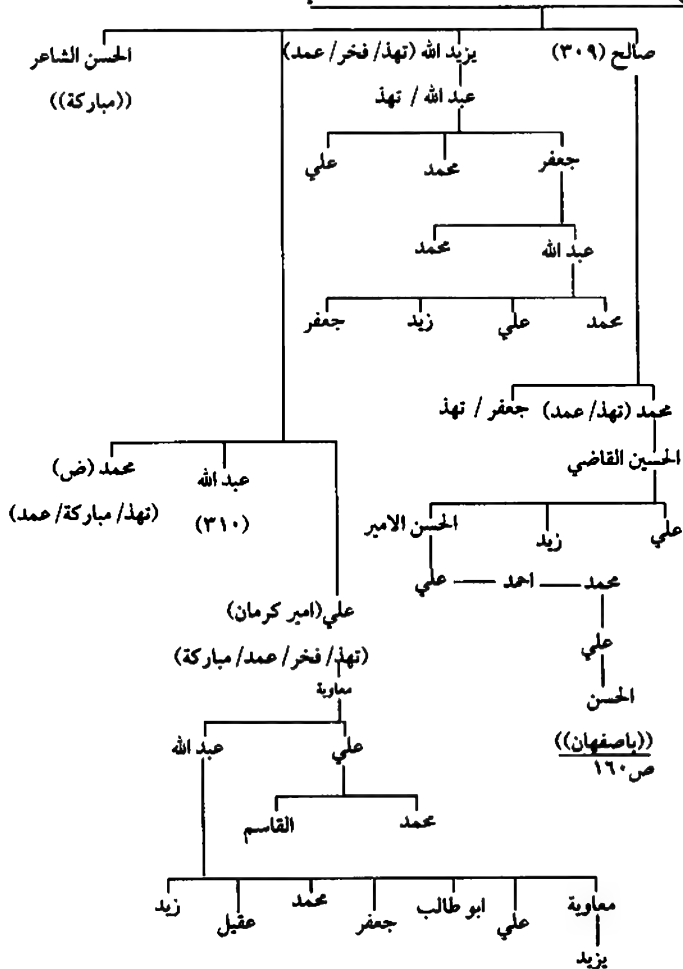 صالح (٣٠٩) يزيد الله (تهذ/ فخر/ عمد) الحسن الشاعر
عبد الله / تهذ ((مباركة))
جعفر محمد علي
عبد الله محمد
محمد علي زيد جعفر
محمد (تهذ/ عمد) جعفر / تهذ
الحسين القاضي عبد الله محمد (ض)
(٣١٠) (تهذ/ مباركة/ عمد)
علي زيد الحسن الامير
محمد احمد علي
علي (امير كرمان)
علي (تهذ/ فخر/ عمد/ مباركة)
معاوية
الحسن
((باصفهان)) علي عبد الله
ص١٦٠
محمد القاسم
معاوية علي ابو طالب جعفر محمد عقيل زيد
يزيد